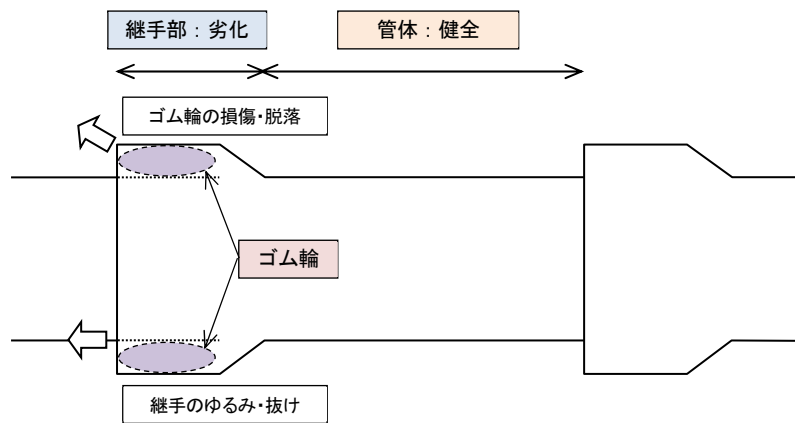 継手部：劣化
管体：健全
ゴム輪の損傷・脱落
ゴム輪
継手のゆるみ・抜け